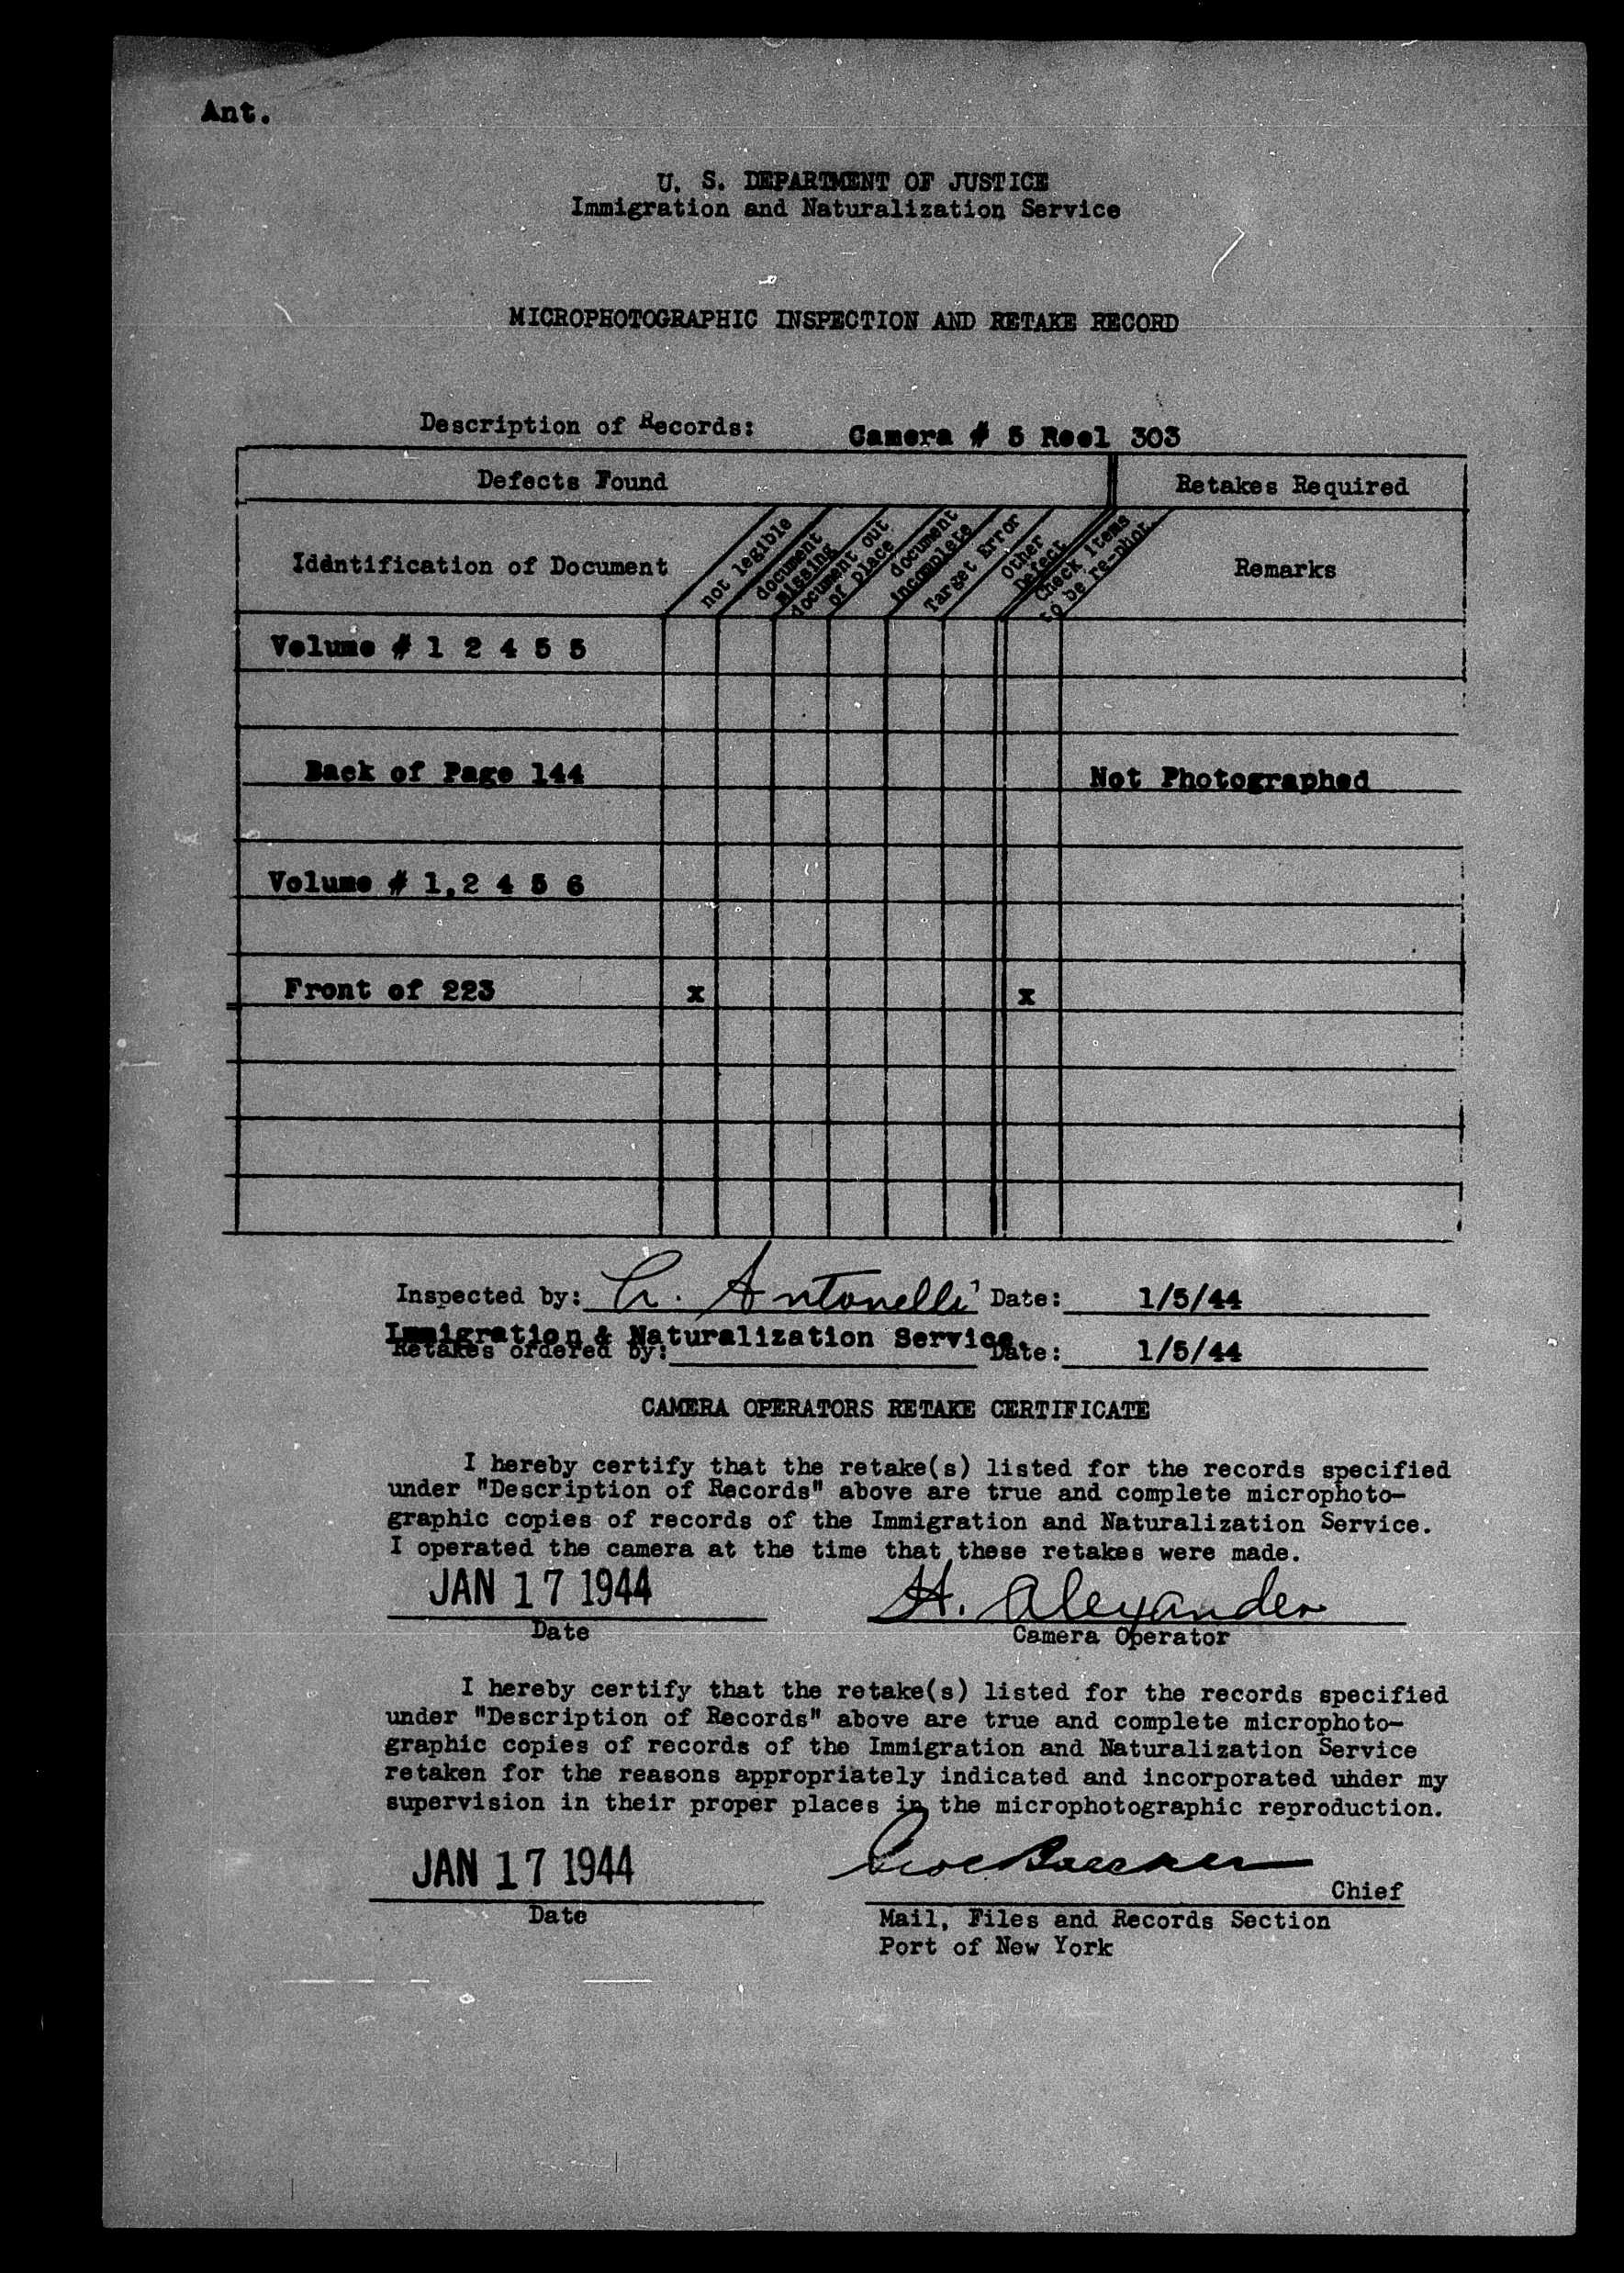 Ant.
U. S. DEPARTMENT OF JUSTICE
Immigration and Naturalization Service
MICROPHOTOGRAPHIC INSPECTION AND RETAKE RECORD
Description of Records: Camera # 5 Reel 303
Defects Found Retakes Required
Identification of Document
not legible
document missing
document out of place
document incomplete
Target Error
Other Defect
Check items to be re-phot.
Remarks
Volume # 1 2 4 5 5
Back of Page 144 Not Photographed
Volume # 1,2 4 5 6
Front of 223 x x
Inspected by: Antonelli Date: 1/5/44
Immigration & Naturalization Service.
Retakes ordered by: Date: 1/5/44
CAMERA OPERATORS RETAKE CERTIFICATE
I hereby certify that the retake(s) listed for the records specified
under "Description of Records" above are true and complete microphoto-
graphic copies of records of the Immigration and Naturalization Service.
I operated the camera at the time that these retakes were made.
JAN 17 1944 H. Alexander
Date Camera Operator
I hereby certify that the retake(s) listed for the records specified
under "Description of Records" above are true and complete microphoto-
graphic copies of records of the Immigration and Naturalization Service
retaken for the reasons appropriately indicated and incorporated uhder my
supervision in their proper places in the microphotographic reproduction.
JAN 17 1944
Chief
Date Mail, Files and Records Section
Port of New York